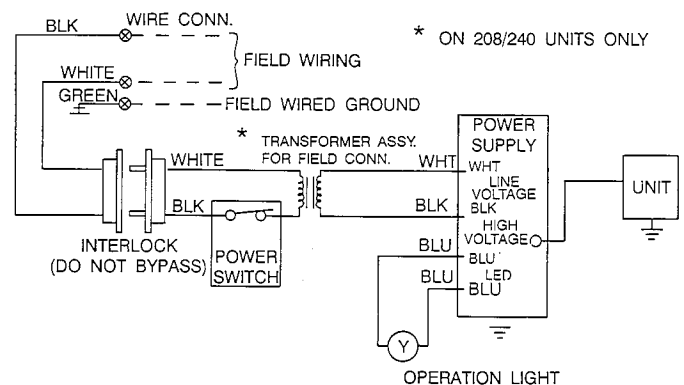 BLK
WIRE CONN.
* ON 208/240 UNITS ONLY
FIELD WIRING
WHITE
GREEN
FIELD WIRED GROUND
* TRANSFORMER ASSY.
FOR FIELD CONN.
WHITE
BLK
INTERLOCK
(DO NOT BYPASS)
POWER
SWITCH
WHT
BLK
BLU
BLU
POWER
SUPPLY
WHT
LINE
VOLTAGE
BLK
HIGH
VOLTAGE
BLU
LED
BLU
UNIT
Y
OPERATION LIGHT